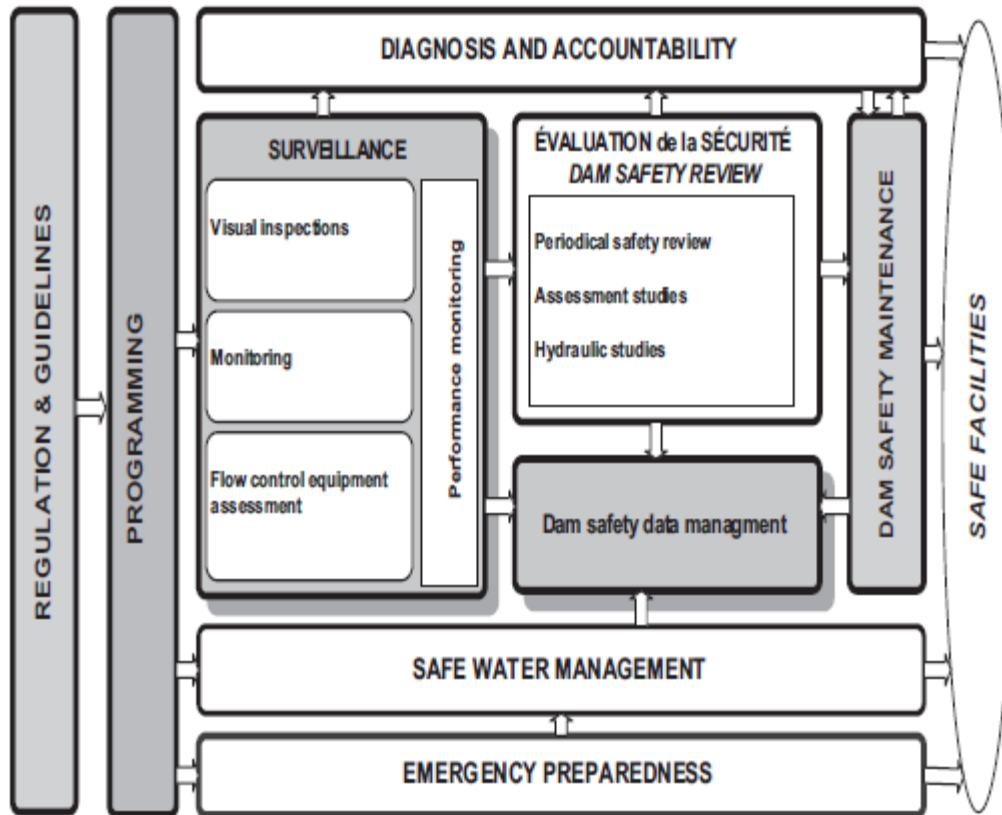 REGULATION & GUIDELINES
PROGRAMMING
DIAGNOSIS AND ACCOUNTABILITY
SURVEILLANCE
Visual inspections
Monitoring
Flow control equipment
assessment
Performance monitoring
ÉVALUATION de la SÉCURITÉ
DAM SAFETY REVIEW
Periodical safety review
Assessment studies
Hydraulic studies
Dam safety data managment
DAM SAFETY MAINTENANCE
SAFE WATER MANAGEMENT
EMERGENCY PREPAREDNESS
SAFE FACILITIES